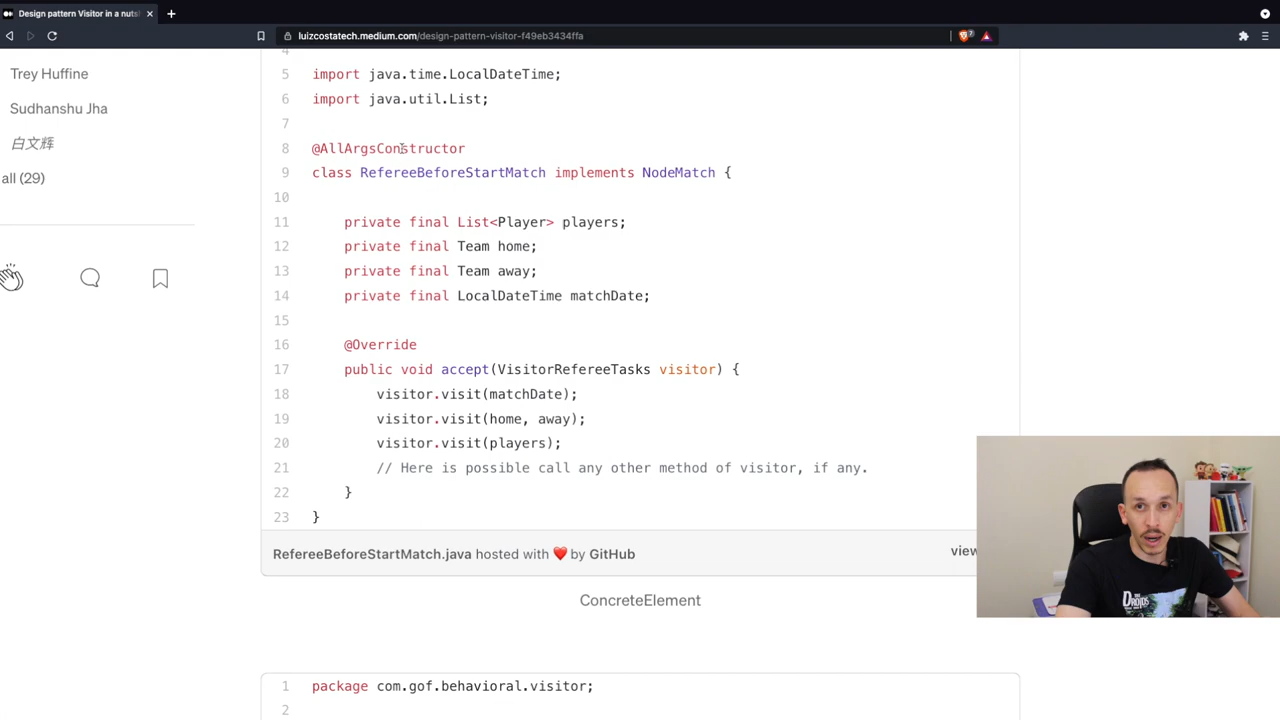 Design pattern Visitor in a nuts
luizcostatech.medium.com/design-pattern-visitor-f49eb3434ffa
7
Trey Huffine
Sudhanshu Jha
白文辉
all (29)
4
5 import java.time.LocalDateTime;
6 import java.util.List;
7
8 @AllArgsConstructor
9 class RefereeBeforeStartMatch implements NodeMatch {
10
11 private final List<Player> players;
12 private final Team home;
13 private final Team away;
14 private final LocalDateTime matchDate;
15
16 @Override
17 public void accept(VisitorRefereeTasks visitor) {
18 visitor.visit(matchDate);
19 visitor.visit(home, away);
20 visitor.visit(players);
21 // Here is possible call any other method of visitor, if any.
22 }
23 }
RefereeBeforeStartMatch.java hosted with ❤ by GitHub
view
ConcreteElement
1 package com.gof.behavioral.visitor;
2
THE DROIDS